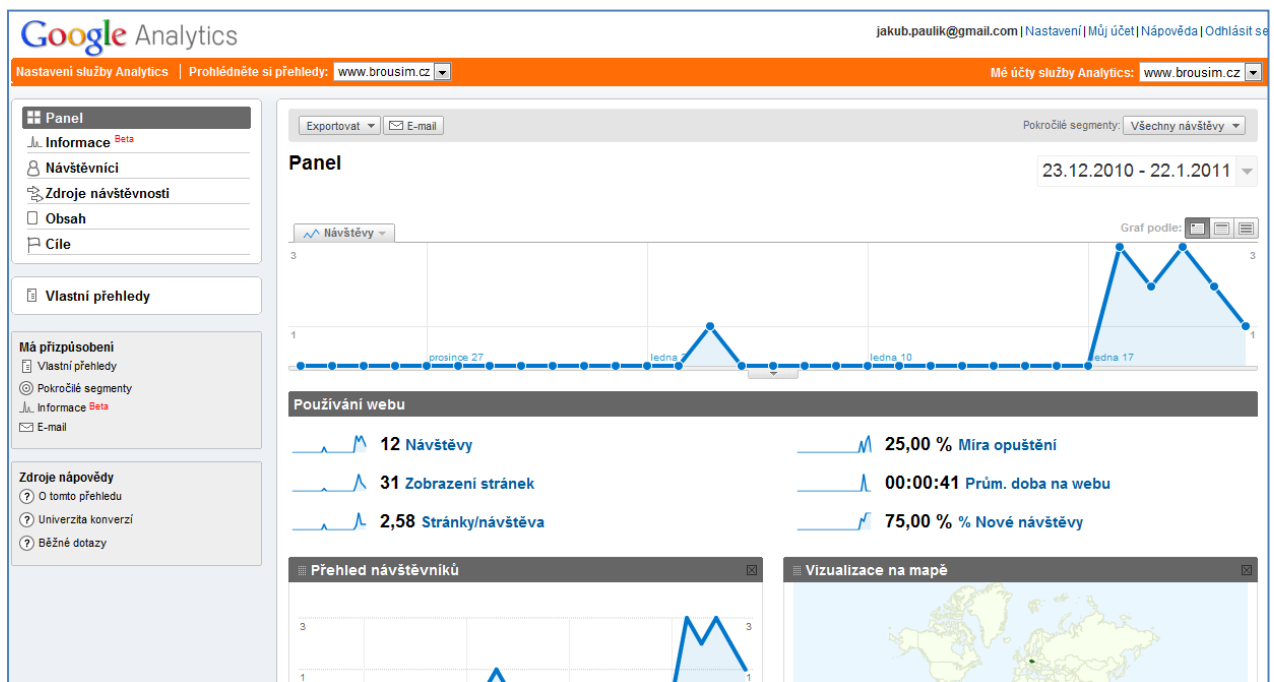 Google Analytics
jakub.paulik@gmail.com | Nastavení | Můj účet | Nápověda | Odhlásit se
Nastavení služby Analytics | Prohlédněte si přehledy: www.brousim.cz
Mé účty služby Analytics: www.brousim.cz
Panel
Informace Beta
Návštěvníci
Zdroje návštěvnosti
Obsah
Cíle
Vlastní přehledy
Má přizpůsobení
Vlastní přehledy
Pokročilé segmenty
Informace Beta
E-mail
Zdroje nápovědy
O tomto přehledu
Univerzita konverzí
Běžné dotazy
Exportovat
E-mail
Pokročilé segmenty: Všechny návštěvy
Panel
23.12.2010 - 22.1.2011
Návštěvy
Graf podle:
3
3
1
1
prosince 27
ledna
ledna 10
ledna 17
Používání webu
12 Návštěvy
25,00 % Míra opuštění
31 Zobrazení stránek
00:00:41 Prům. doba na webu
2,58 Stránky/návštěva
75,00 % % Nové návštěvy
Přehled návštěvníků
Vizualizace na mapě
3
3
1
1